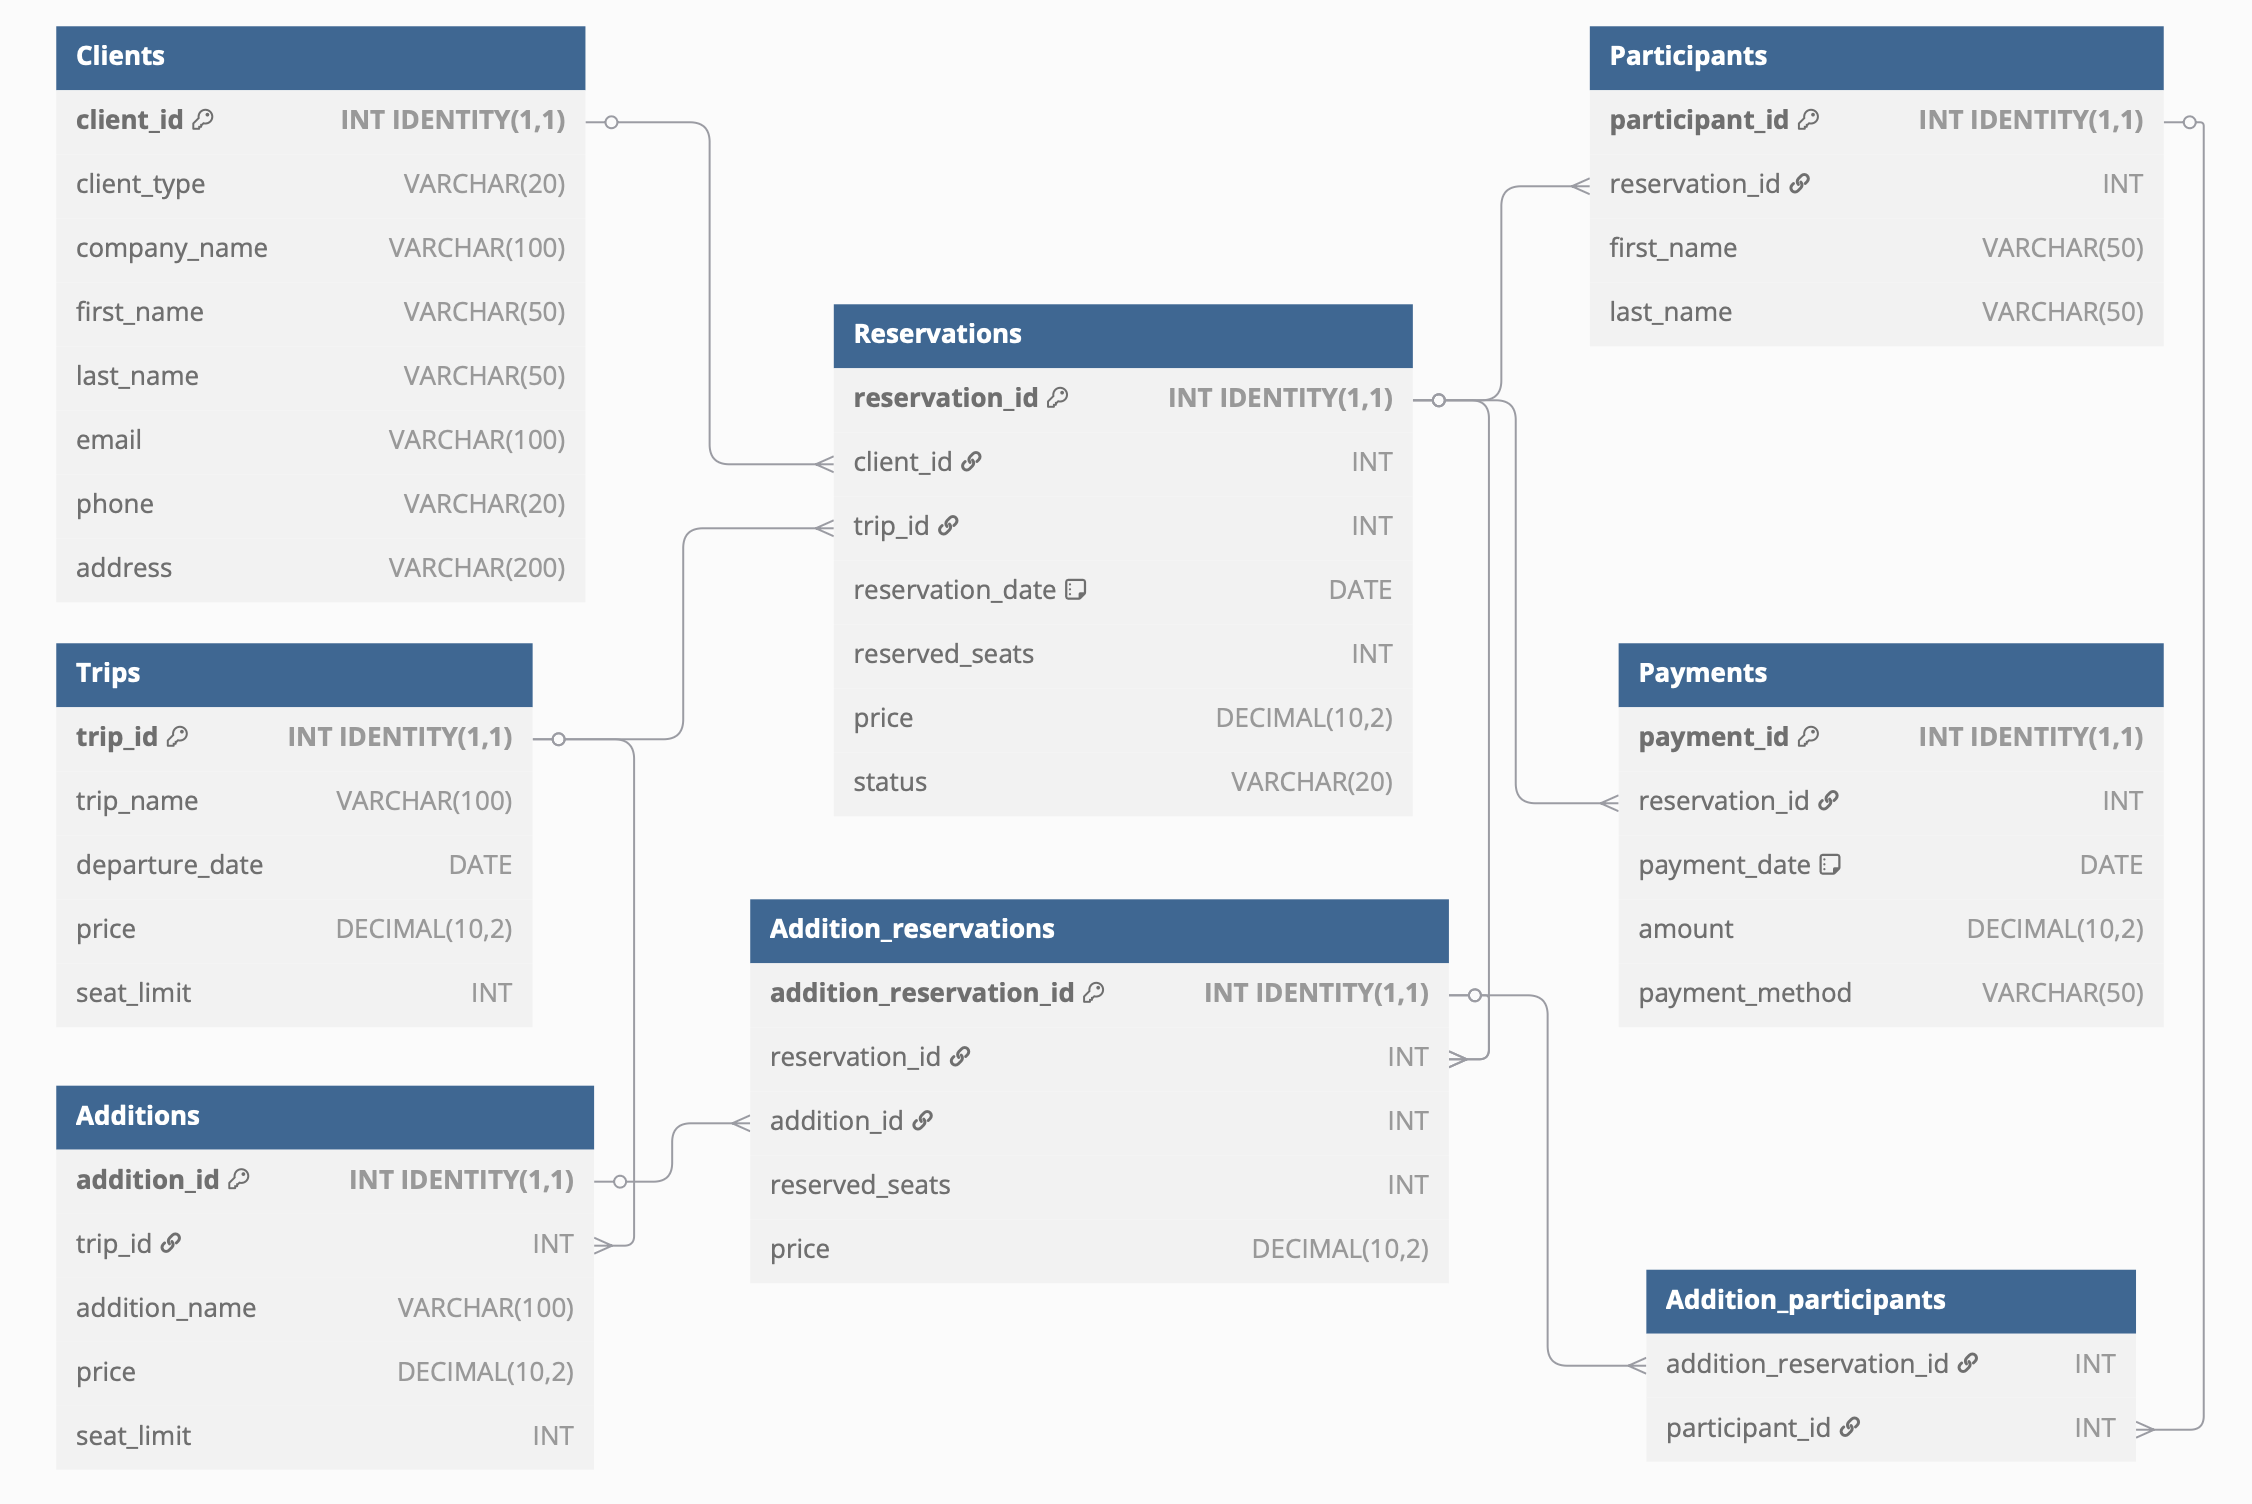 Clients
client_id INT IDENTITY(1,1)
client_type VARCHAR(20)
company_name VARCHAR(100)
first_name VARCHAR(50)
last_name VARCHAR(50)
email VARCHAR(100)
phone VARCHAR(20)
address VARCHAR(200)
Trips
trip_id INT IDENTITY(1,1)
trip_name VARCHAR(100)
departure_date DATE
price DECIMAL(10,2)
seat_limit INT
Additions
addition_id INT IDENTITY(1,1)
trip_id INT
addition_name VARCHAR(100)
price DECIMAL(10,2)
seat_limit INT
Reservations
reservation_id INT IDENTITY(1,1)
client_id INT
trip_id INT
reservation_date DATE
reserved_seats INT
price DECIMAL(10,2)
status VARCHAR(20)
Addition_reservations
addition_reservation_id INT IDENTITY(1,1)
reservation_id INT
addition_id INT
reserved_seats INT
price DECIMAL(10,2)
Participants
participant_id INT IDENTITY(1,1)
reservation_id INT
first_name VARCHAR(50)
last_name VARCHAR(50)
Payments
payment_id INT IDENTITY(1,1)
reservation_id INT
payment_date DATE
amount DECIMAL(10,2)
payment_method VARCHAR(50)
Addition_participants
addition_reservation_id INT
participant_id INT